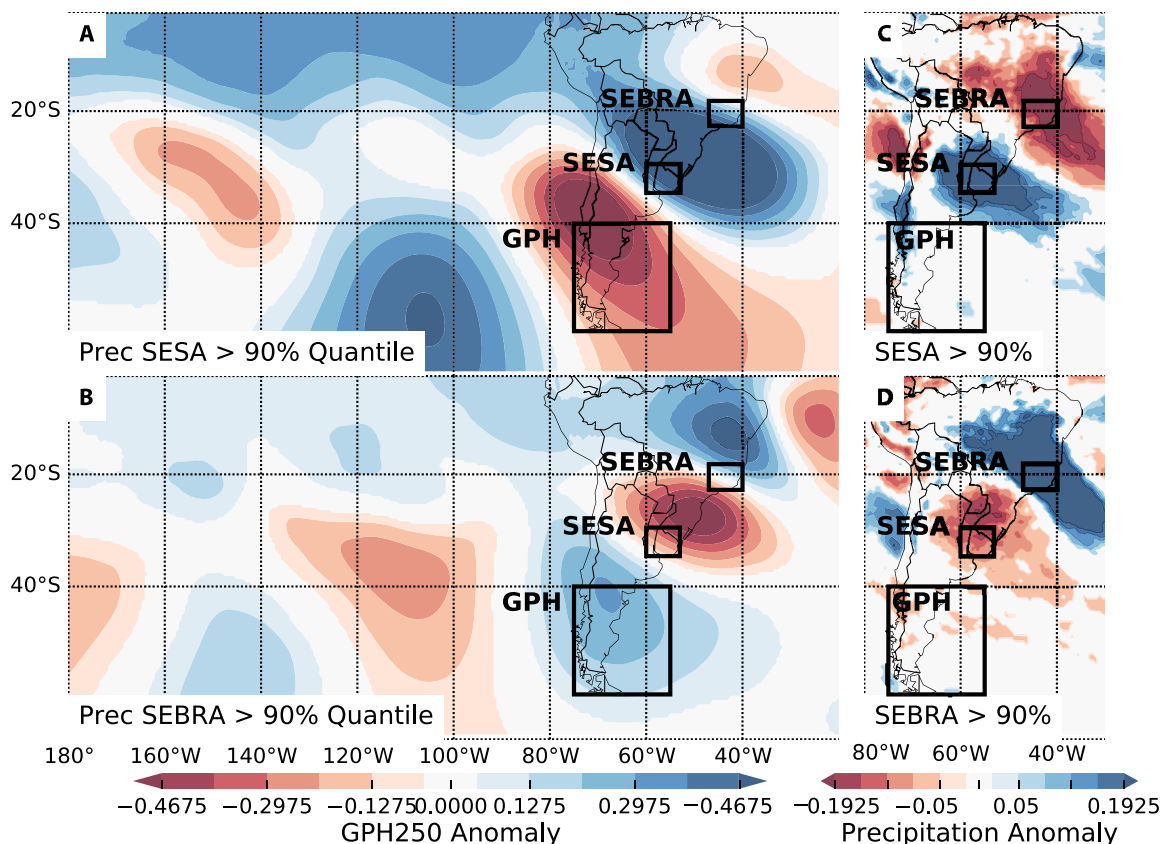 A
C
SEBRA
SEBRA
20°S
SESA
SESA
40°S
GPH
GPH
Prec SESA > 90% Quantile
SESA > 90%
B
D
SEBRA
SEBRA
20°S
SESA
SESA
40°S
GPH
GPH
Prec SEBRA > 90% Quantile
SEBRA > 90%
180° 160°W 140°W 120°W 100°W 80°W 60°W 40°W
80°W 60°W 40°W
−0.4675 −0.2975 −0.1275 0.0000 0.1275 0.2975 −0.4675
−0.1925 −0.05 0.05 0.1925
GPH250 Anomaly
Precipitation Anomaly